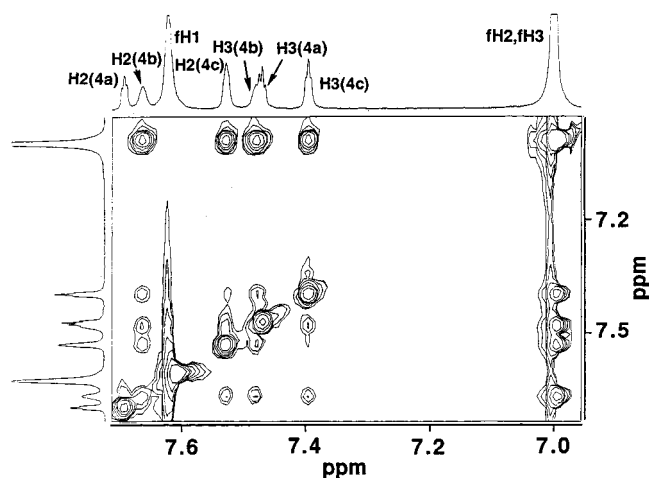 fH1
fH2,fH3
H3(4b)
H3(4a)
H2(4b)
H2(4c)
H2(4a)
H3(4c)
7.2
ppm
7.5
7.6
7.4
7.2
7.0
ppm